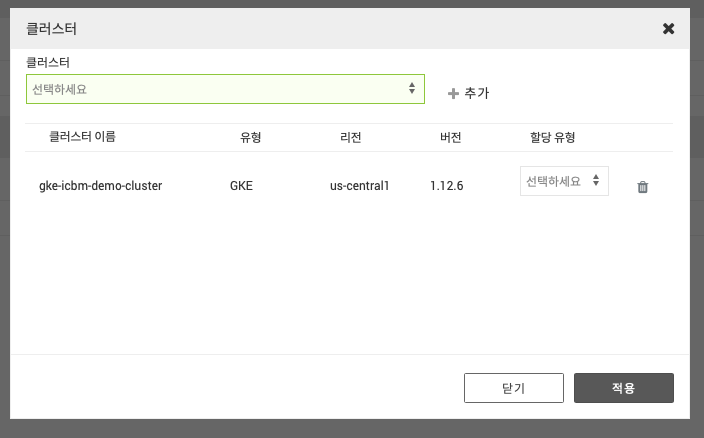 클러스터
클러스터
선택하세요
추가
클러스터 이름 유형 리전 버전 할당 유형
gke-icbm-demo-cluster GKE us-central1 1.12.6 선택하세요
닫기 적용